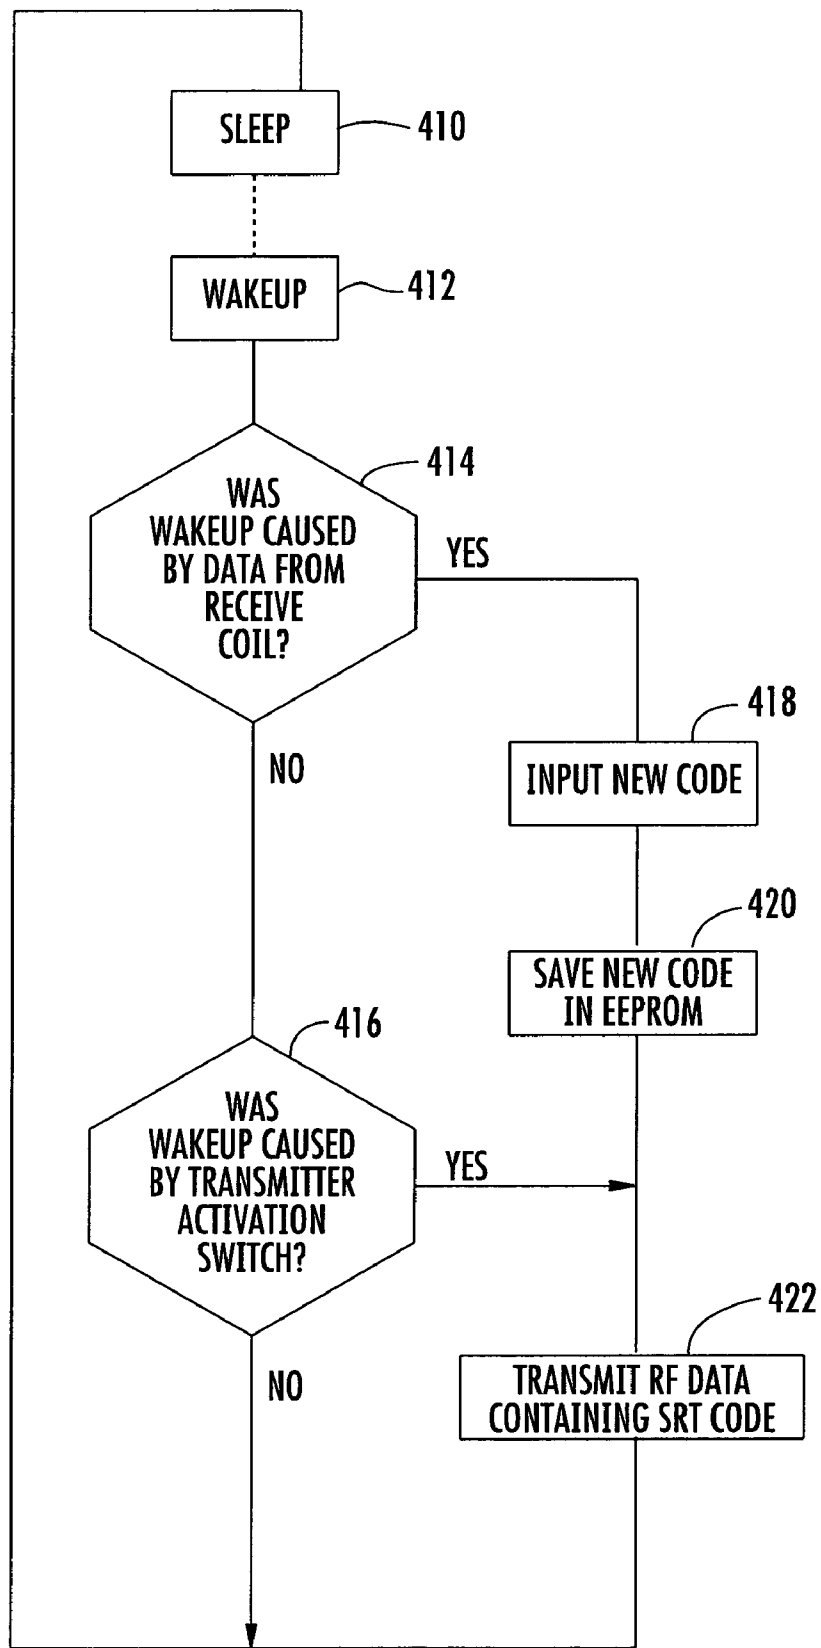 SLEEP
410
WAKEUP
412
414
WAS
WAKEUP CAUSED
BY DATA FROM
RECEIVE
COIL?
YES
418
INPUT NEW CODE
NO
420
SAVE NEW CODE
IN EEPROM
416
WAS
WAKEUP CAUSED
BY TRANSMITTER
ACTIVATION
SWITCH?
YES
422
TRANSMIT RF DATA
CONTAINING SRT CODE
NO